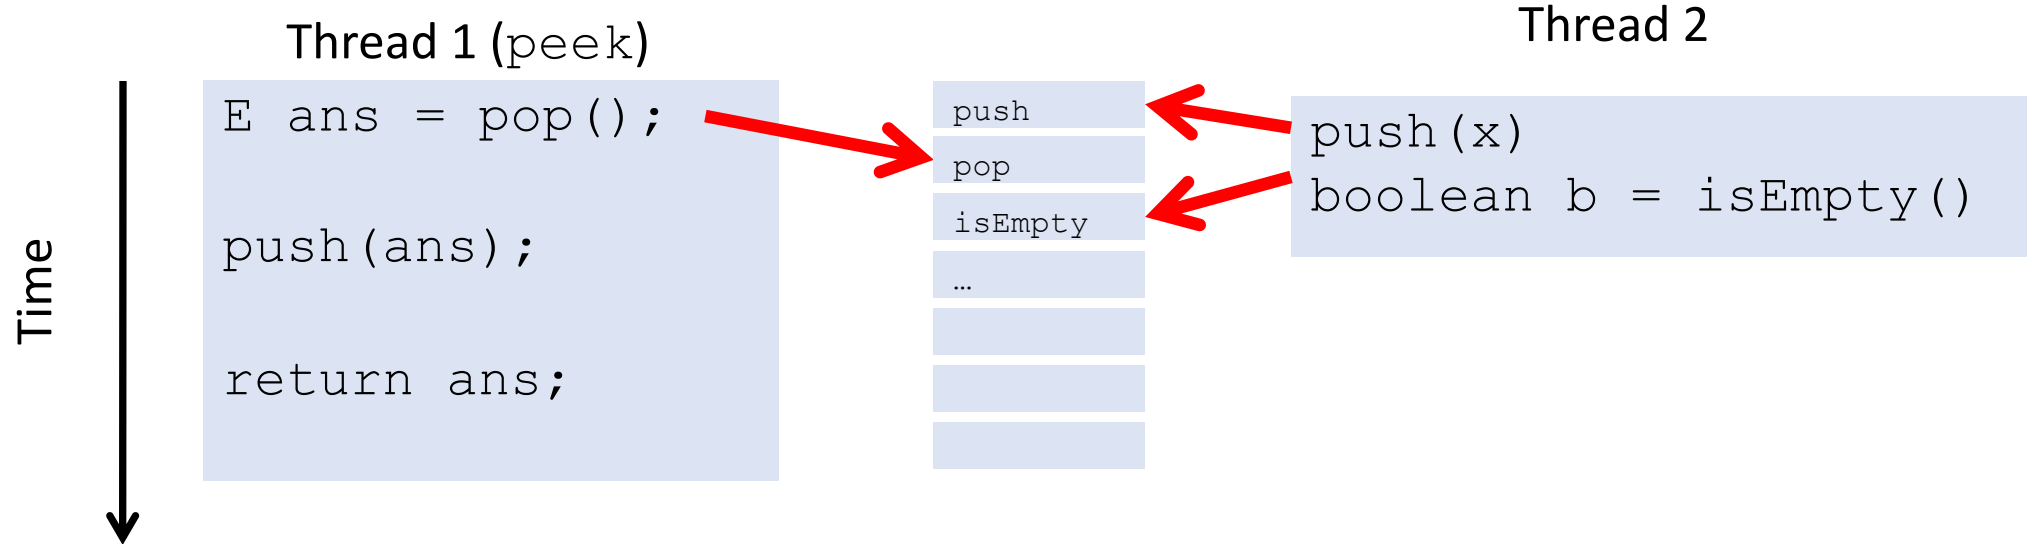 Thread 1 (peek)
Thread 2
Time
E ans = pop();
push(ans);
return ans;
push
pop
isEmpty
…
push(x)
boolean b = isEmpty()